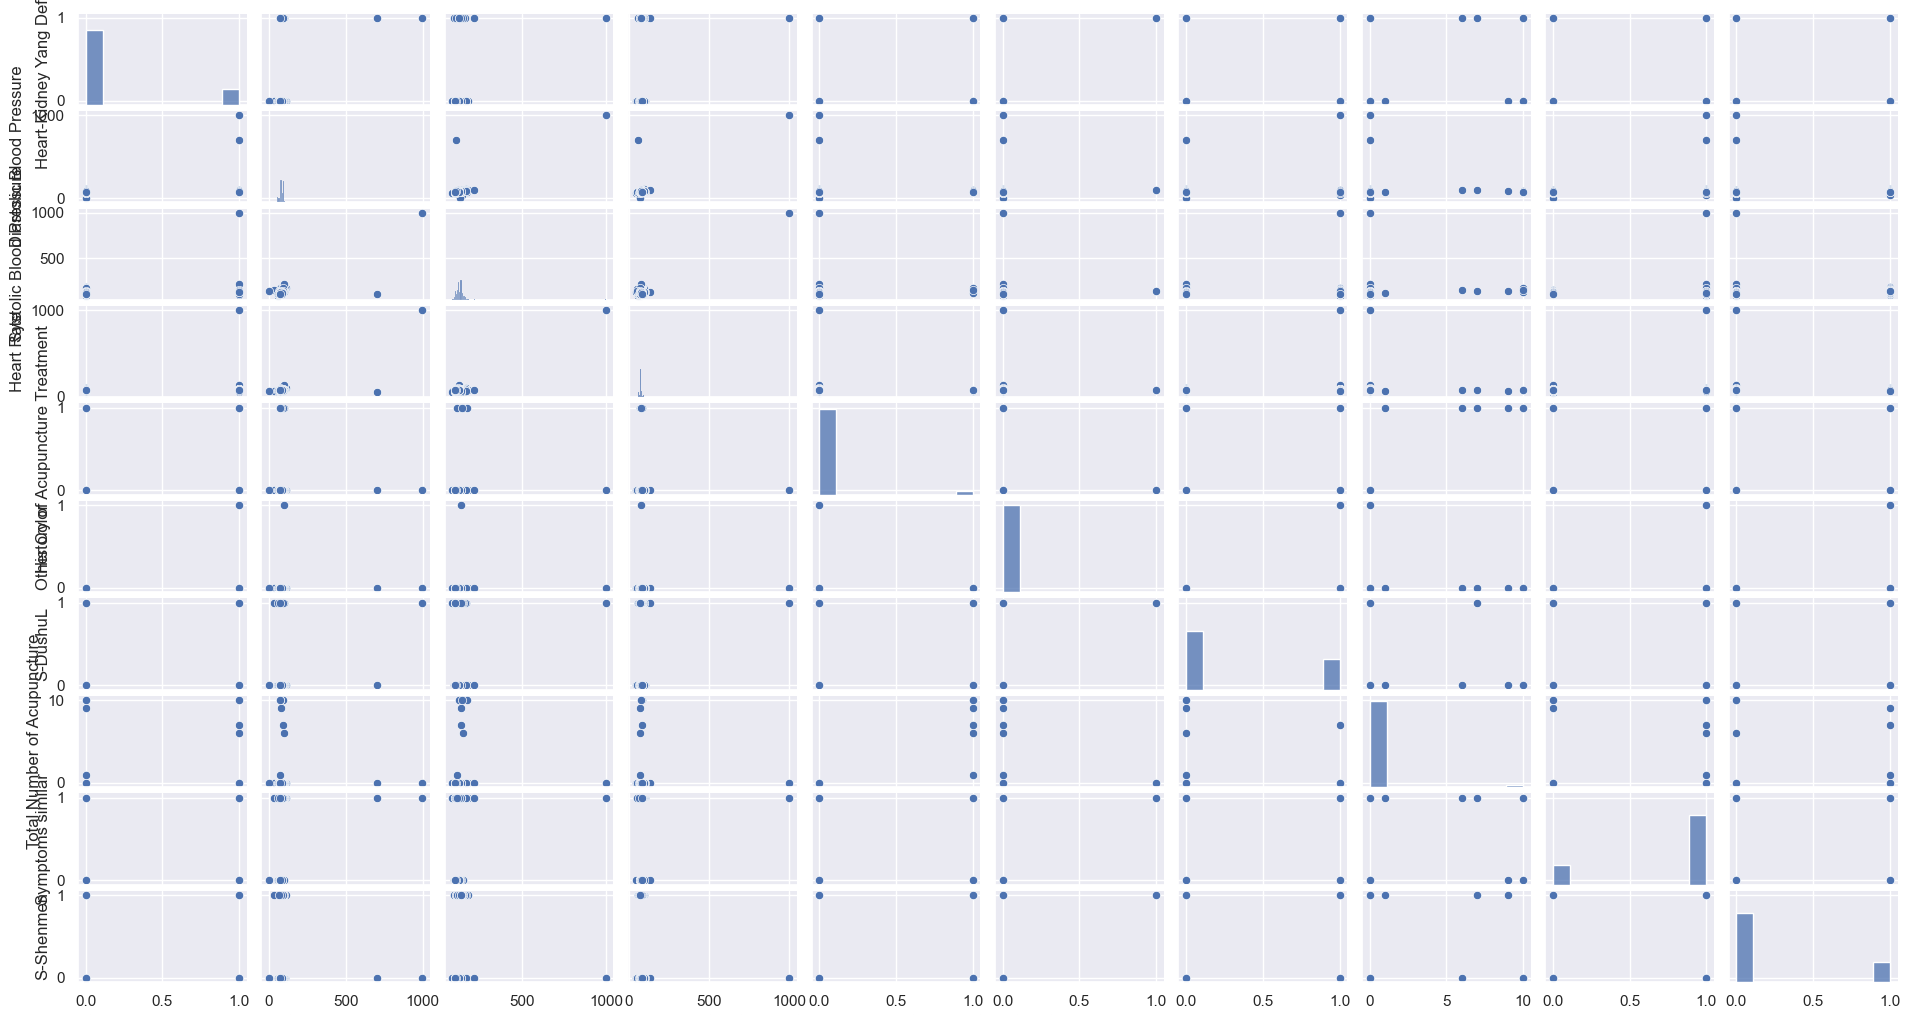 Heart-Kidney Yang Def
Diastolic Blood Pressure
Systolic Blood Pressure
Heart Rate
History of Acupuncture Treatment
Other Color
S-DushuL
Total Number of Acupuncture
Symptoms similar
S-Shenmen
1
0
1000
0
1000
500
1000
0
1
0
1
0
1
0
10
0
1
0
1
0
0.0 0.5 1.0 0 500 1000 500 1000 0 500 1000 0.0 0.5 1.0 0.0 0.5 1.0 0.0 0.5 1.0 0 5 10 0.0 0.5 1.0 0.0 0.5 1.0